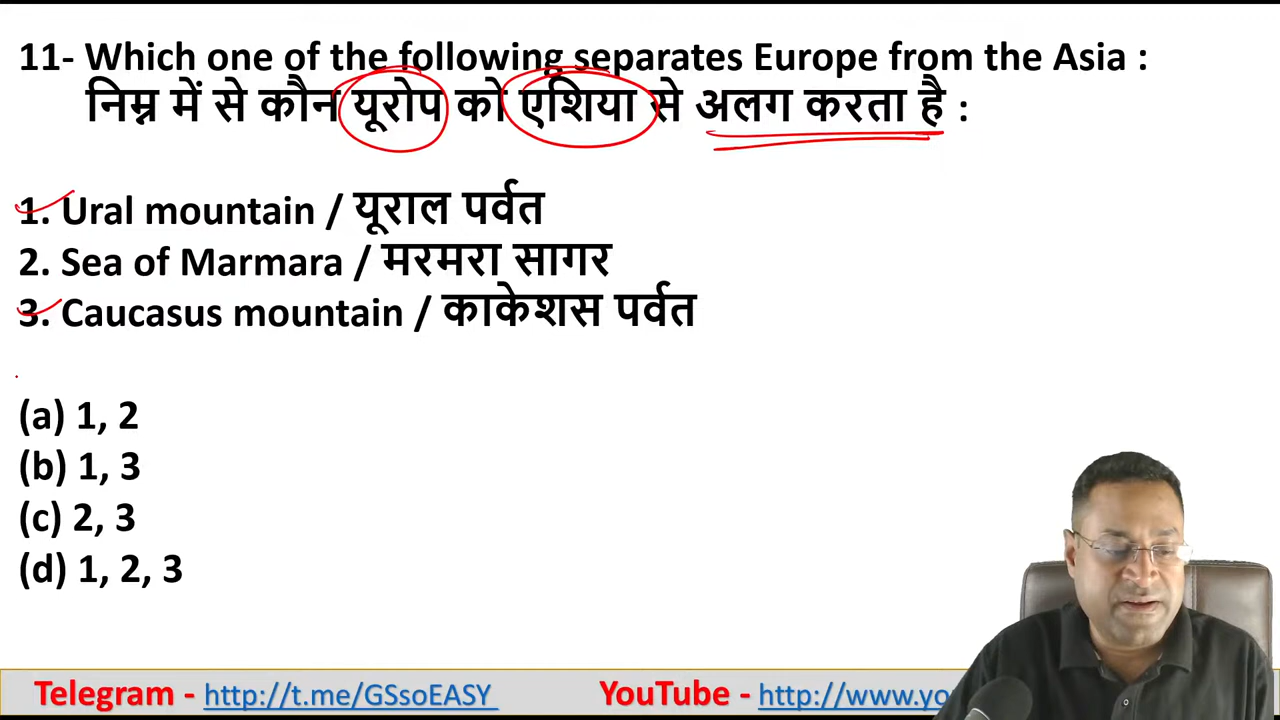 11- Which one of the following separates Europe from the Asia :
निम्न में से कौन यूरोप को एशिया से अलग करता है :
1. Ural mountain / यूराल पर्वत
2. Sea of Marmara / मरमरा सागर
3. Caucasus mountain / काकेशस पर्वत
(a) 1, 2
(b) 1, 3
(c) 2, 3
(d) 1, 2, 3
Telegram - http://t.me/GSsoEASY YouTube - http://www.yo